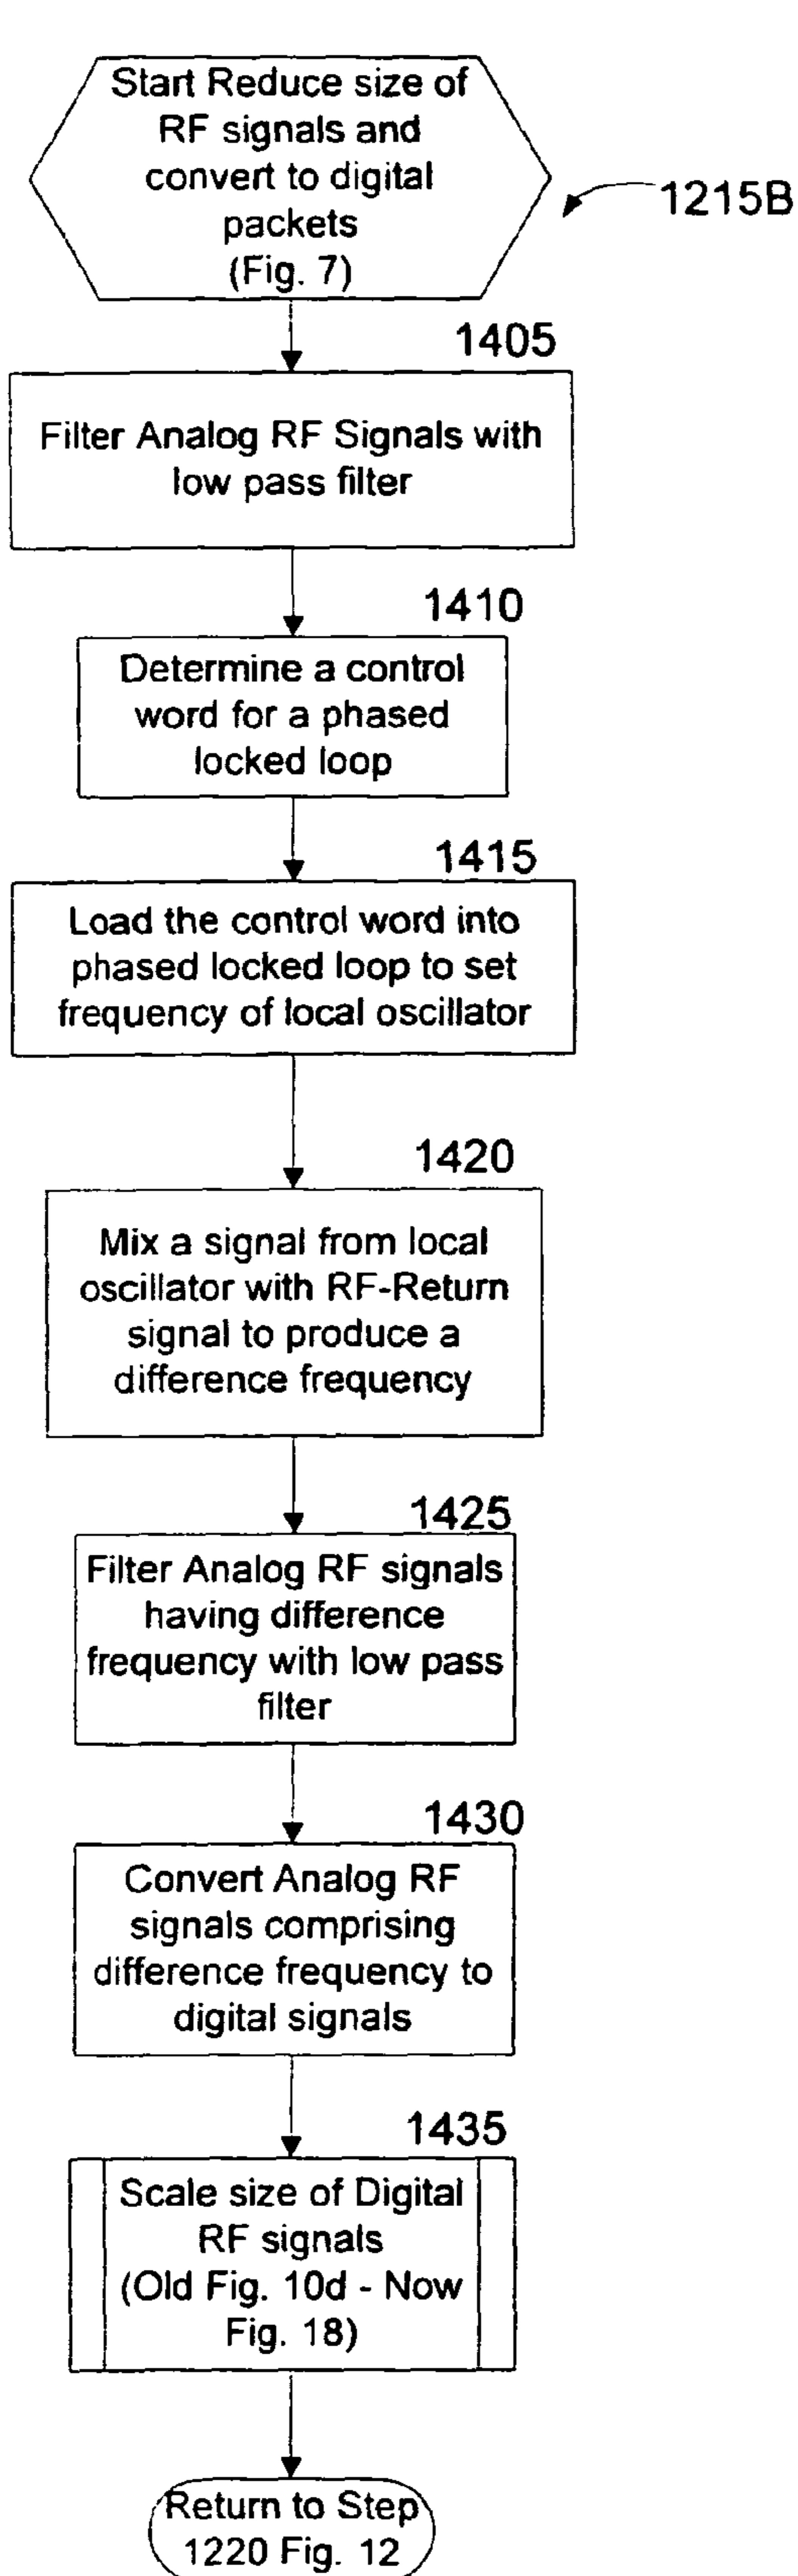 Start Reduce size of
RF signals and
convert to digital
packets
(Fig. 7)
1215B
1405
Filter Analog RF Signals with
low pass filter
1410
Determine a control
word for a phased
locked loop
1415
Load the control word into
phased locked loop to set
frequency of local oscillator
1420
Mix a signal from local
oscillator with RF-Return
signal to produce a
difference frequency
1425
Filter Analog RF signals
having difference
frequency with low pass
filter
1430
Convert Analog RF
signals comprising
difference frequency to
digital signals
1435
Scale size of Digital
RF signals
(Old Fig. 10d - Now
Fig. 18)
Return to Step
1220 Fig. 12